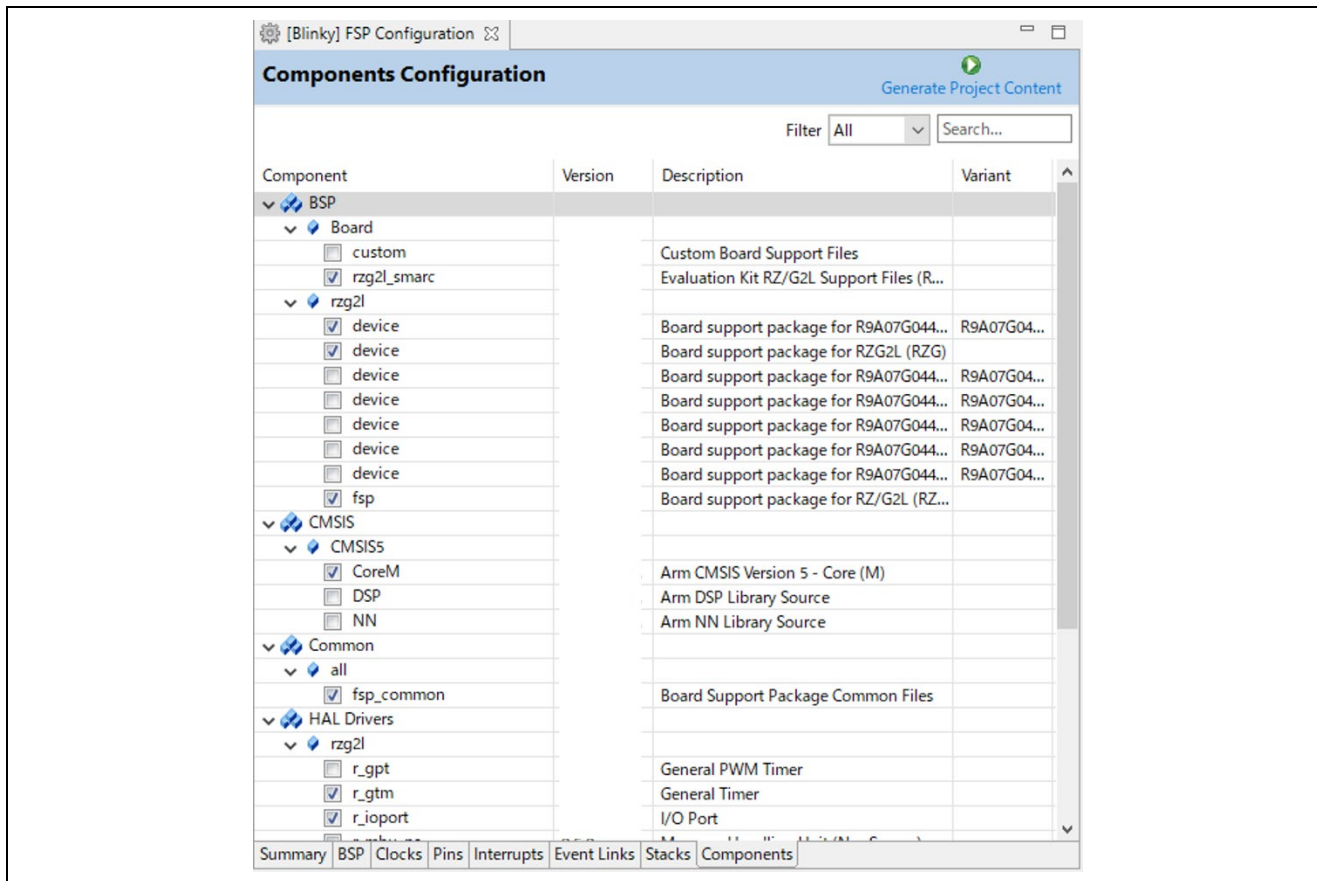 [Blinky] FSP Configuration
Components Configuration
Generate Project Content
Filter All Search...
Component Version Description Variant
BSP
Board
custom Custom Board Support Files
rzg2l_smarc Evaluation Kit RZ/G2L Support Files (R...
rzg2l
device Board support package for R9A07G044... R9A07G04...
device Board support package for RZG2L (RZG)
device Board support package for R9A07G044... R9A07G04...
device Board support package for R9A07G044... R9A07G04...
device Board support package for R9A07G044... R9A07G04...
device Board support package for R9A07G044... R9A07G04...
device Board support package for R9A07G044... R9A07G04...
fsp Board support package for RZ/G2L (RZ...
CMSIS
CMSIS5
CoreM Arm CMSIS Version 5 - Core (M)
DSP Arm DSP Library Source
NN Arm NN Library Source
Common
all
fsp_common Board Support Package Common Files
HAL Drivers
rzg2l
r_gpt General PWM Timer
r_gtm General Timer
r_ioport I/O Port
Summary BSP Clocks Pins Interrupts Event Links Stacks Components